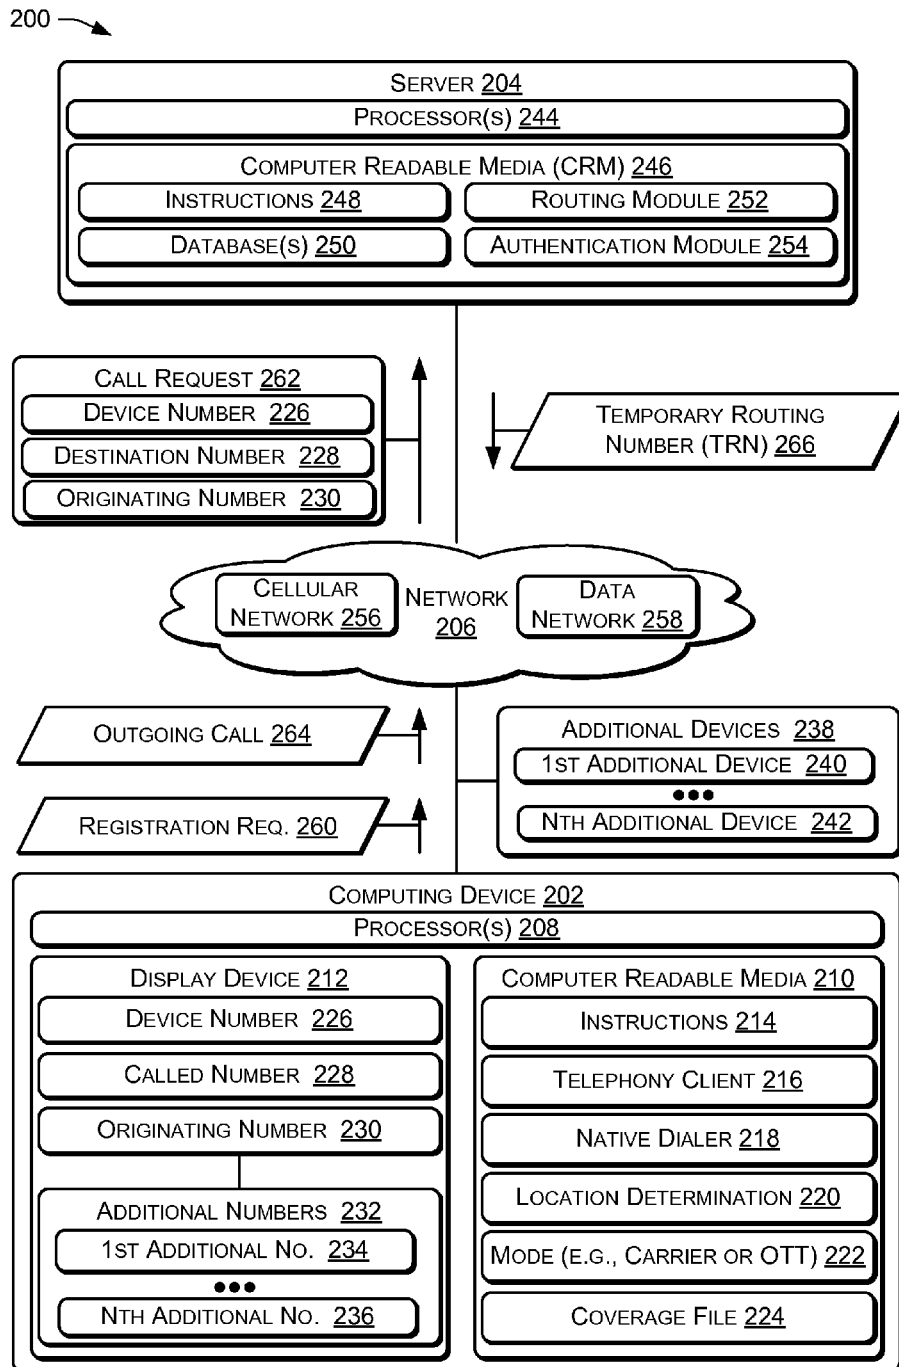 200
SERVER 204
PROCESSOR(S) 244
COMPUTER READABLE MEDIA (CRM) 246
INSTRUCTIONS 248
ROUTING MODULE 252
DATABASE(S) 250
AUTHENTICATION MODULE 254
CALL REQUEST 262
DEVICE NUMBER 226
DESTINATION NUMBER 228
ORIGINATING NUMBER 230
TEMPORARY ROUTING
NUMBER (TRN) 266
CELLULAR
NETWORK 256
NETWORK
206
DATA
NETWORK 258
OUTGOING CALL 264
REGISTRATION REQ. 260
ADDITIONAL DEVICES 238
1ST ADDITIONAL DEVICE 240
•••
NTH ADDITIONAL DEVICE 242
COMPUTING DEVICE 202
PROCESSOR(S) 208
DISPLAY DEVICE 212
DEVICE NUMBER 226
CALLED NUMBER 228
ORIGINATING NUMBER 230
ADDITIONAL NUMBERS 232
1ST ADDITIONAL NO. 234
•••
NTH ADDITIONAL NO. 236
COMPUTER READABLE MEDIA 210
INSTRUCTIONS 214
TELEPHONY CLIENT 216
NATIVE DIALER 218
LOCATION DETERMINATION 220
MODE (E.G., CARRIER OR OTT) 222
COVERAGE FILE 224